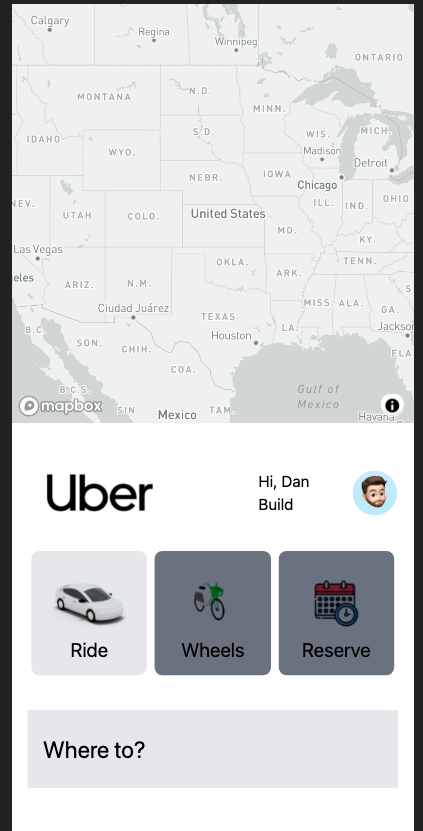 Calgary
Regina
Winnipeg
ONTARIO
MONTANA
N.D.
MINN.
S.D.
WIS.
MICH.
IDAHO
Madison
WYO.
Detroit
NEBR.
IOWA
Chicago
NEV.
UTAH
COLO.
United States
ILL.
IND.
OHIO
MO.
KY.
Las Vegas
OKLA.
TENN.
eles
ARIZ.
N.M.
ARK.
Ciudad Juárez
MISS.
ALA.
GA.
TEXAS
Jackso
B.C.
SON.
Houston
LA.
CHIH.
FLA
COA.
B.C.S.
Gulf of
Mexico
mapbox
SIN.
Mexico
TAM.
Havana
Uber
Hi, Dan
Build
Ride
Wheels
Reserve
Where to?